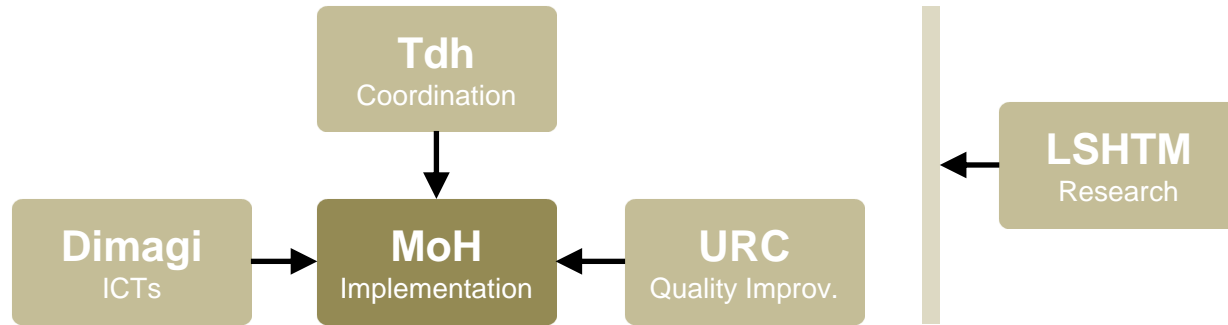 Tdh
Coordination
LSHTM
Research
Dimagi
ICTs
MoH
Implementation
URC
Quality Improv.